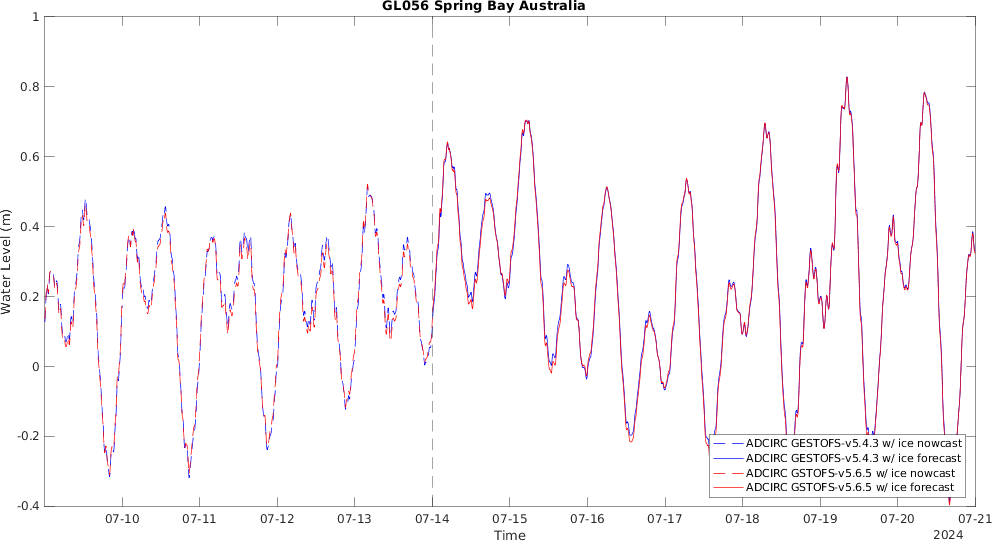 GL056 Spring Bay Australia
1
0.8
0.6
0.4
0.2
0
-0.2
-0.4
Water Level (m)
ADCIRC GESTOFS-v5.4.3 w/ ice nowcast
ADCIRC GESTOFS-v5.4.3 w/ ice forecast
ADCIRC GSTOFS-v5.6.5 w/ ice nowcast
ADCIRC GSTOFS-v5.6.5 w/ ice forecast
07-10 07-11 07-12 07-13 07-14 07-15 07-16 07-17 07-18 07-19 07-20 07-21
Time
2024